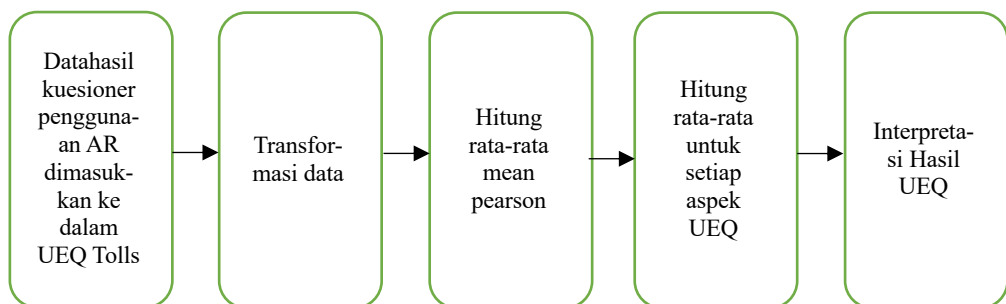 Datahasil
kuesioner
pengguna-
an AR
dimasuk-
kan ke
dalam
UEQ Tolls
Transfor-
masi data
Hitung
rata-rata
mean
pearson
Hitung
rata-rata
untuk
setiap
aspek
UEQ
Interpreta-
si Hasil
UEQ